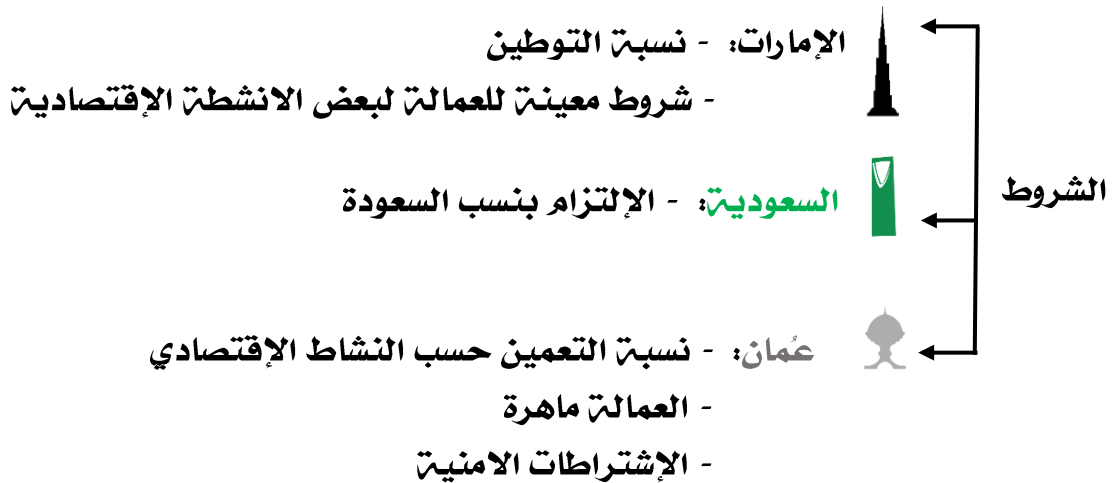 الشروط
الإمارات: - نسبة التوطين
- شروط معينة للعمالة لبعض الانشطة الإقتصادية
السعودية: - الإلتزام بنسب السعودة
عُمان: - نسبة التعمين حسب النشاط الإقتصادي
- العمالة ماهرة
- الإشتراطات الامنية